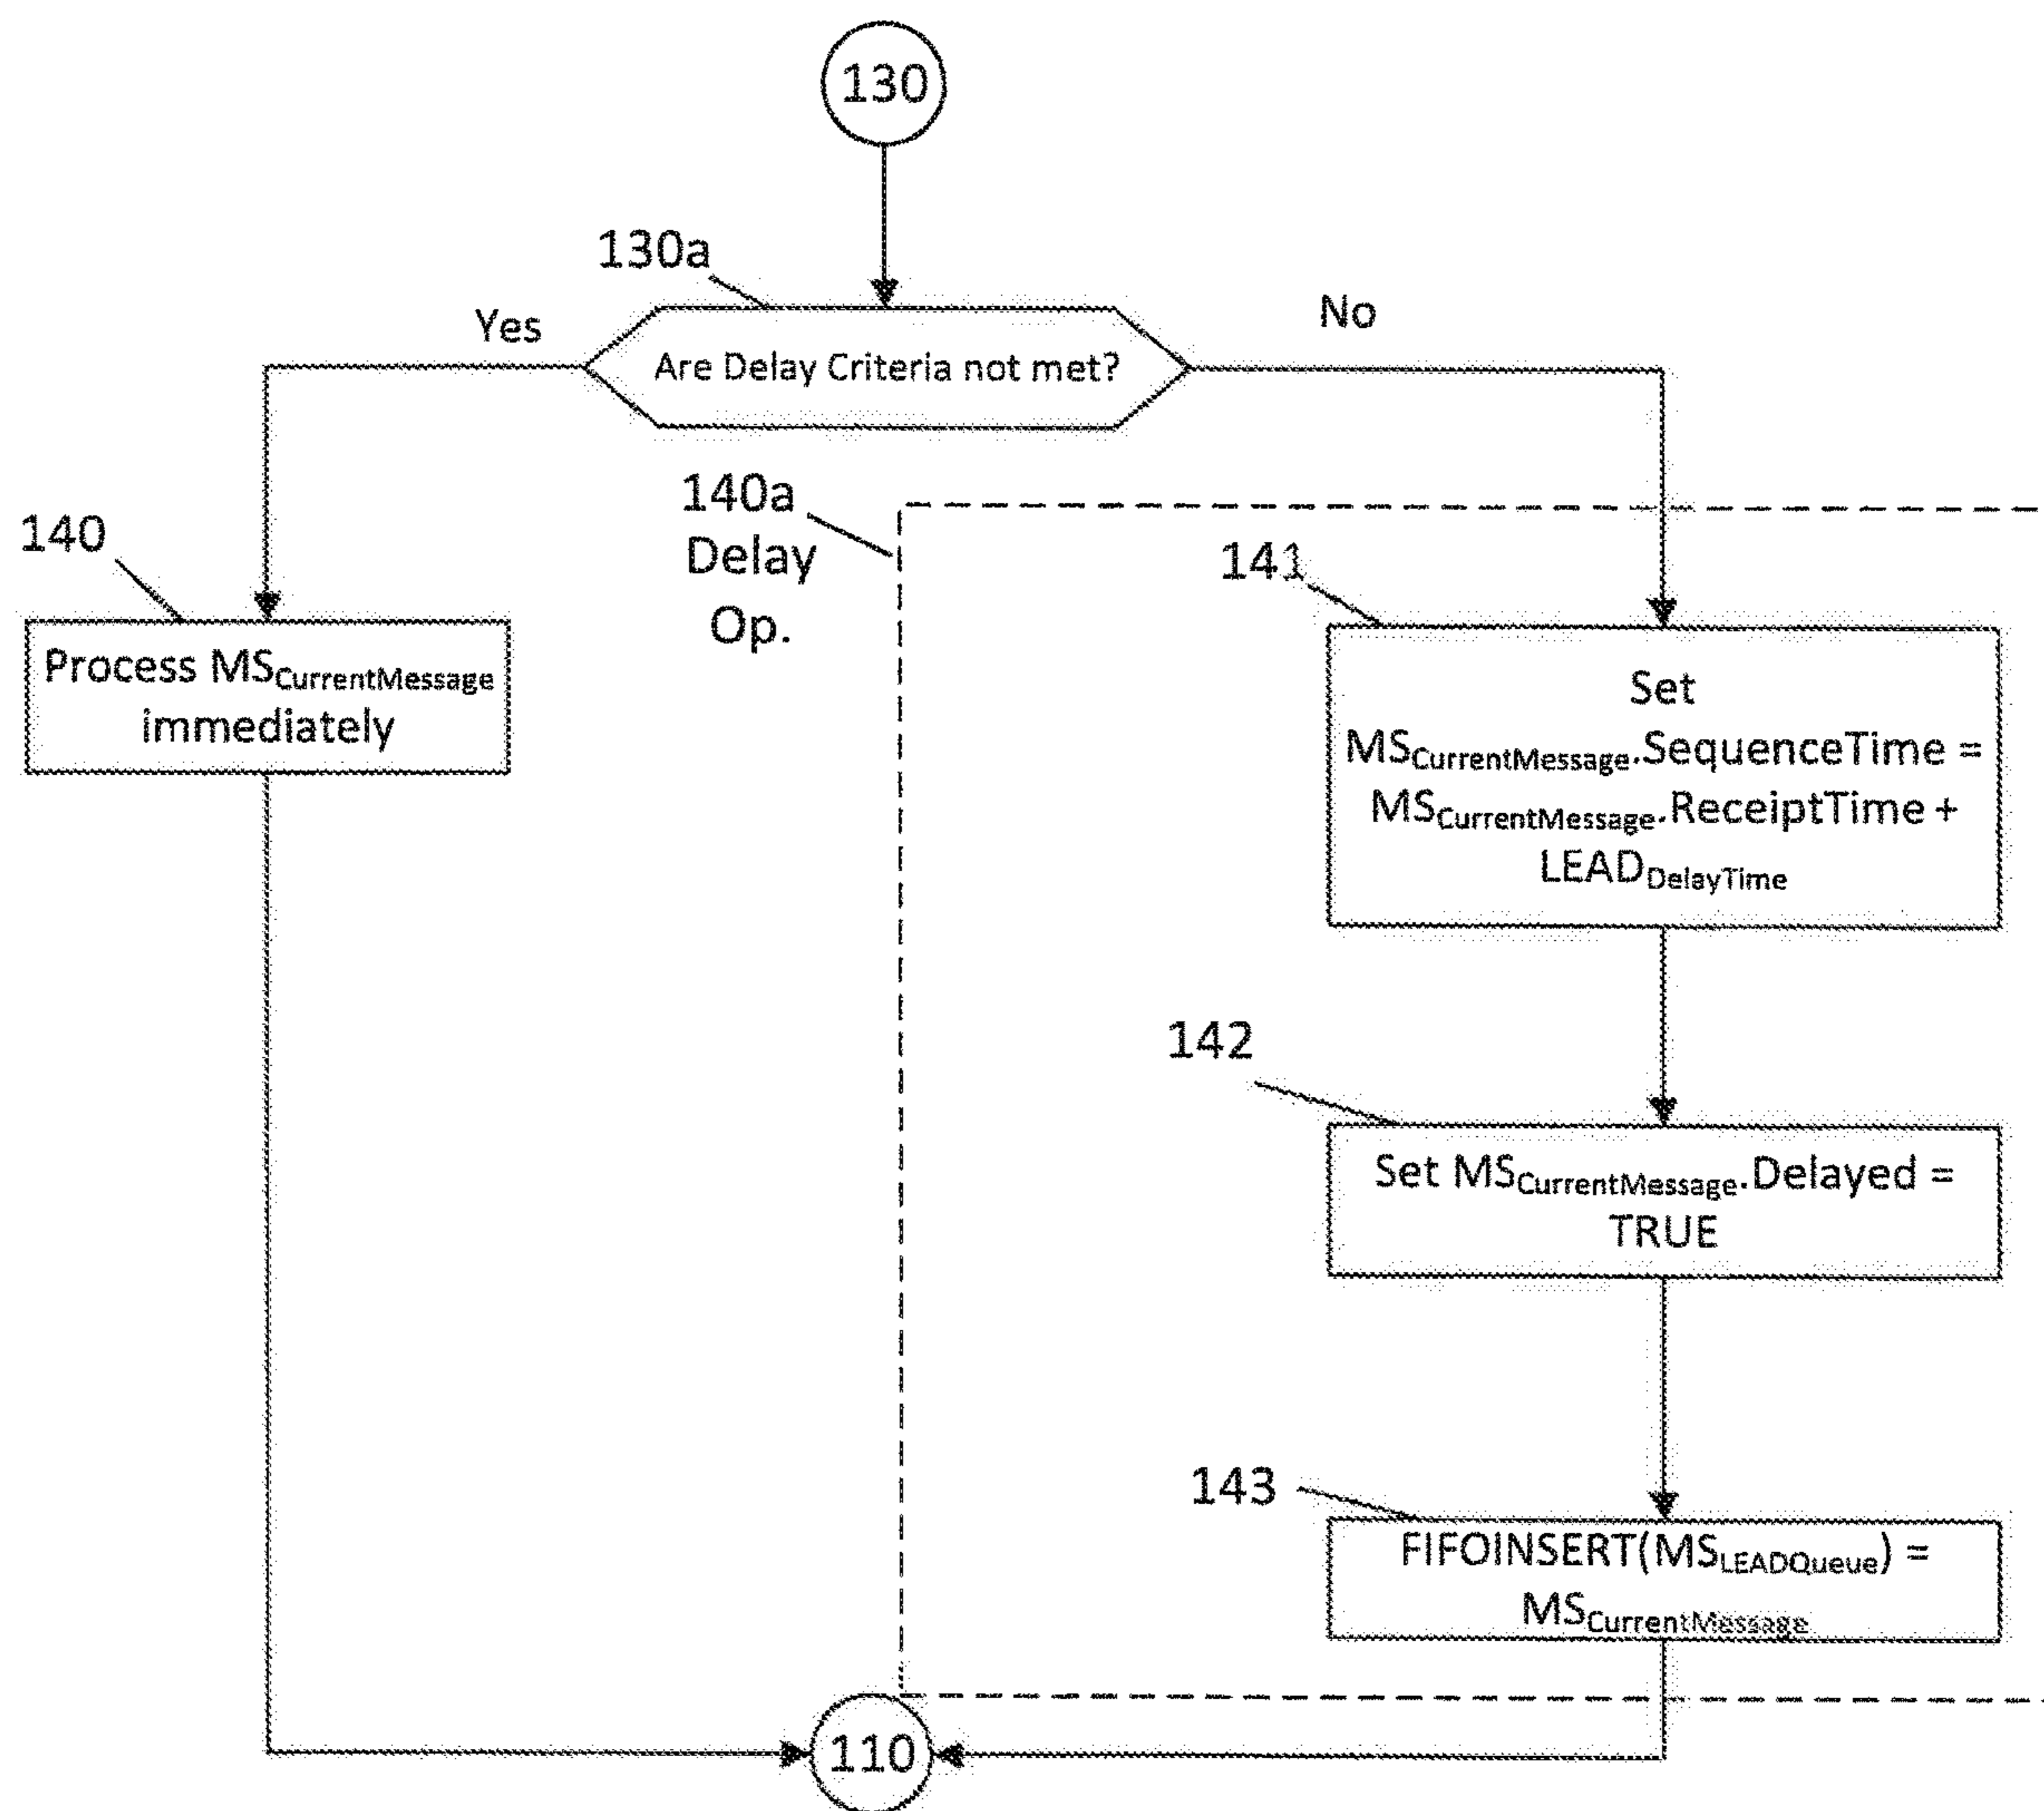 130
130a
Yes
No
Are Delay Criteria not met?
140a
Delay
Op.
140
Process MSCurrentMessage
immediately
141
Set
MSCurrentMessage.SequenceTime =
MSCurrentMessage.ReceiptTime +
LEADDelayTime
142
Set MSCurrentMessage.Delayed =
TRUE
143
FIFOINSERT(MSLEADQueue) =
MSCurrentMessage
110